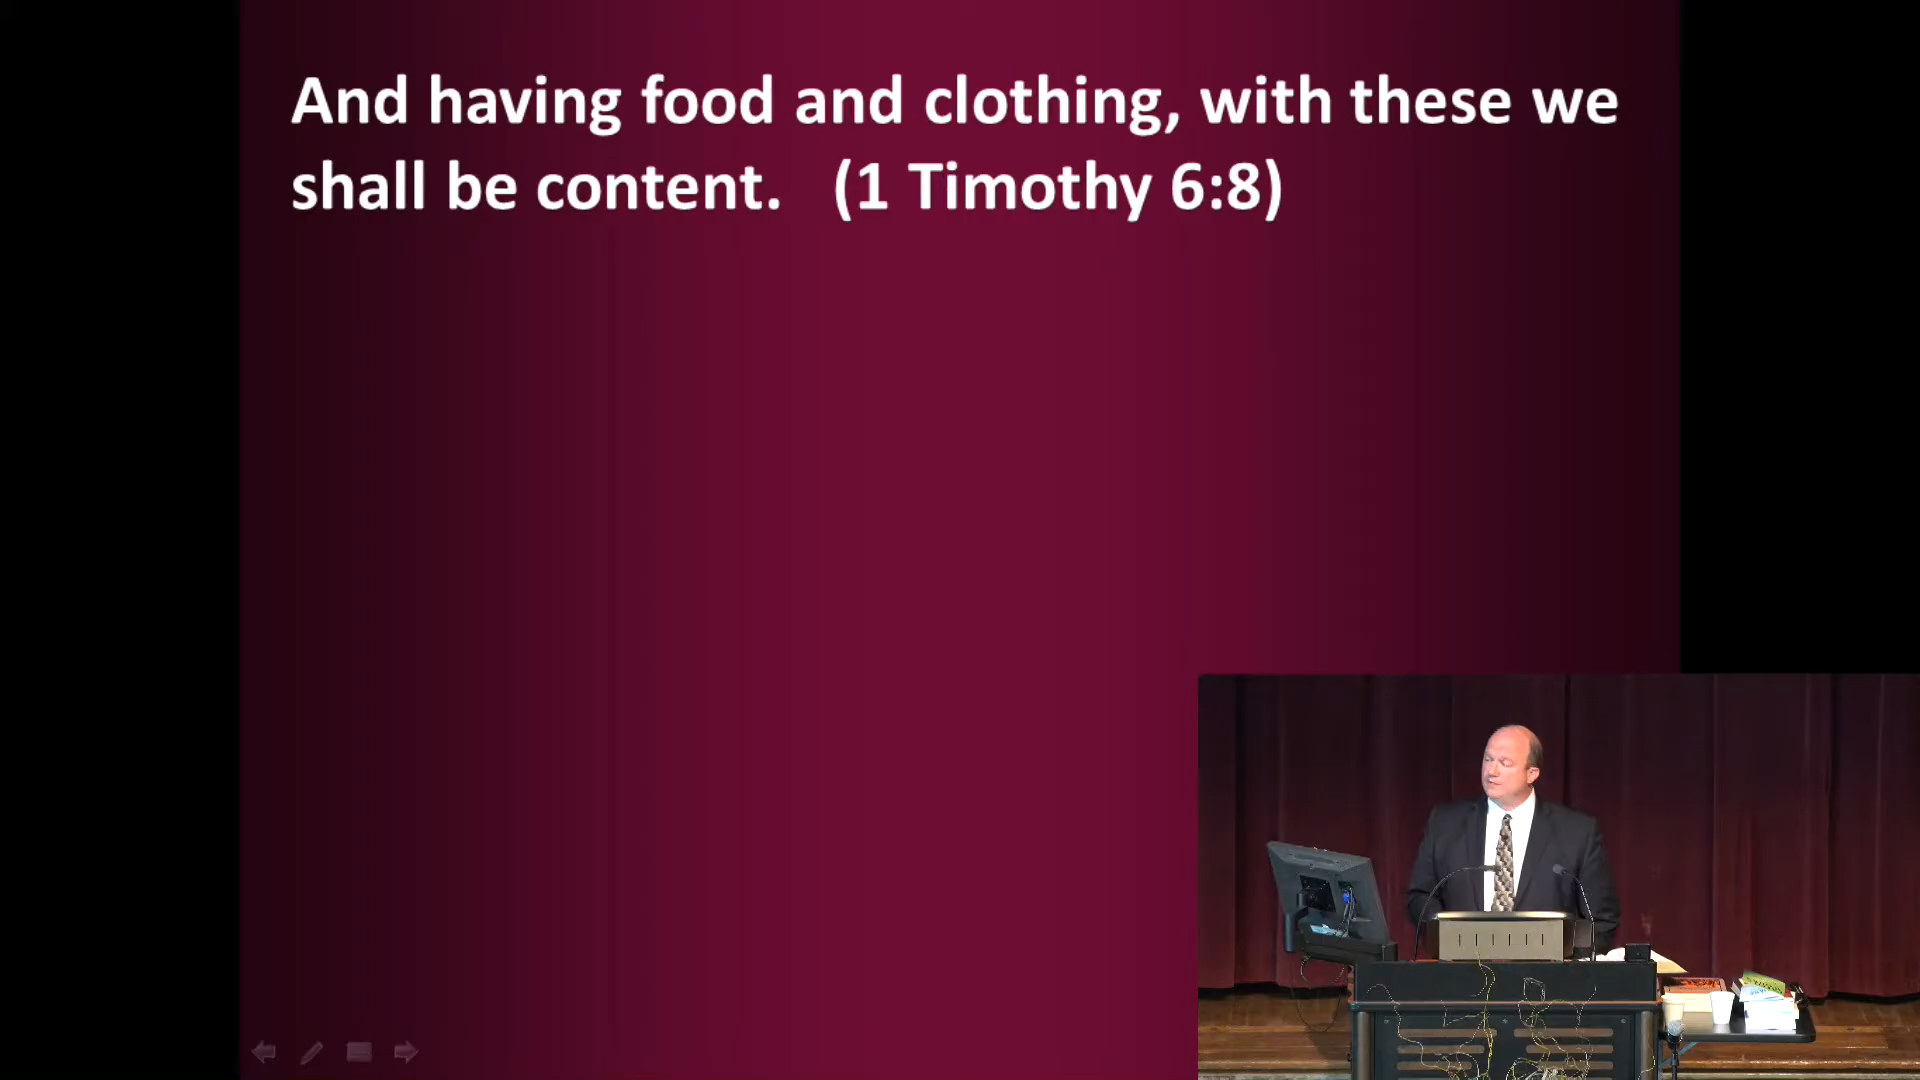 And having food and clothing, with these we
shall be content. (1 Timothy 6:8)